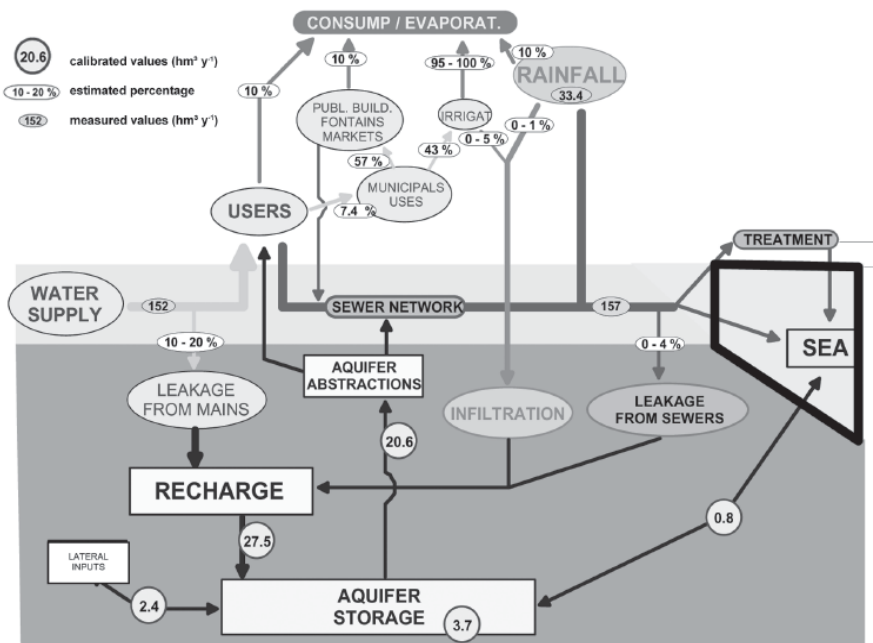 CONSUMP / EVAPORAT.
20.6 calibrated values (hm³ y⁻¹)
10 - 20 % estimated percentage
152 measured values (hm³ y⁻¹)
10 %
10 %
95 - 100 %
10 %
RAINFALL
33.4
PUBL. BUILD.
FONTAINS
MARKETS
IRRIGAT
0 - 5 %
0 - 1 %
57 %
43 %
MUNICIPALS
USES
7.4 %
USERS
TREATMENT
WATER
SUPPLY
152
SEWER NETWORK
157
SEA
10 - 20 %
0 - 4 %
AQUIFER
ABSTRACTIONS
LEAKAGE
FROM MAINS
INFILTRATION
LEAKAGE
FROM SEWERS
20.6
RECHARGE
27.5
0.8
LATERAL
INPUTS
2.4
AQUIFER
STORAGE
3.7